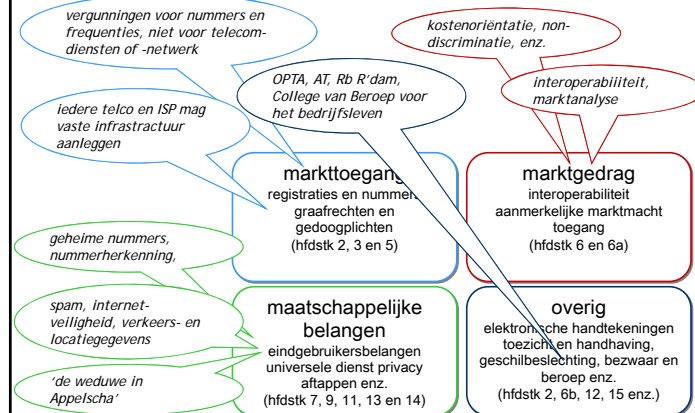 vergunningen voor nummers en
frequenties, niet voor telecom-
diensten of -netwerk
kostenoriëntatie, non-
discriminatie, enz.
OPTA, AT, Rb R'dam,
College van Beroep voor
het bedrijfsleven
interoperabiliteit,
marktanalyse
iedere telco en ISP mag
vaste infrastractuur
aanleggen
markttoegang
registraties en nummers
graafrechten en
gedoogplichten
(hfdstk 2, 3 en 5)
marktgedrag
interoperabiliteit
aanmerkelijke marktmacht
toegang
(hfdstk 6 en 6a)
geheime nummers,
nummerherkenning,
spam, internet-
veiligheid, verkeers- en
locatiegegevens
'de weduwe in
Appelscha'
maatschappelijke
belangen
eindgebruikersbelangen
universele dienst privacy
aftappen enz.
(hfdstk 7, 9, 11, 13 en 14)
overig
elektronische handtekeningen
toezicht en handhaving,
geschilbeslechting, bezwaar en
beroep enz.
(hfdstk 2, 6b, 12, 15 enz.)